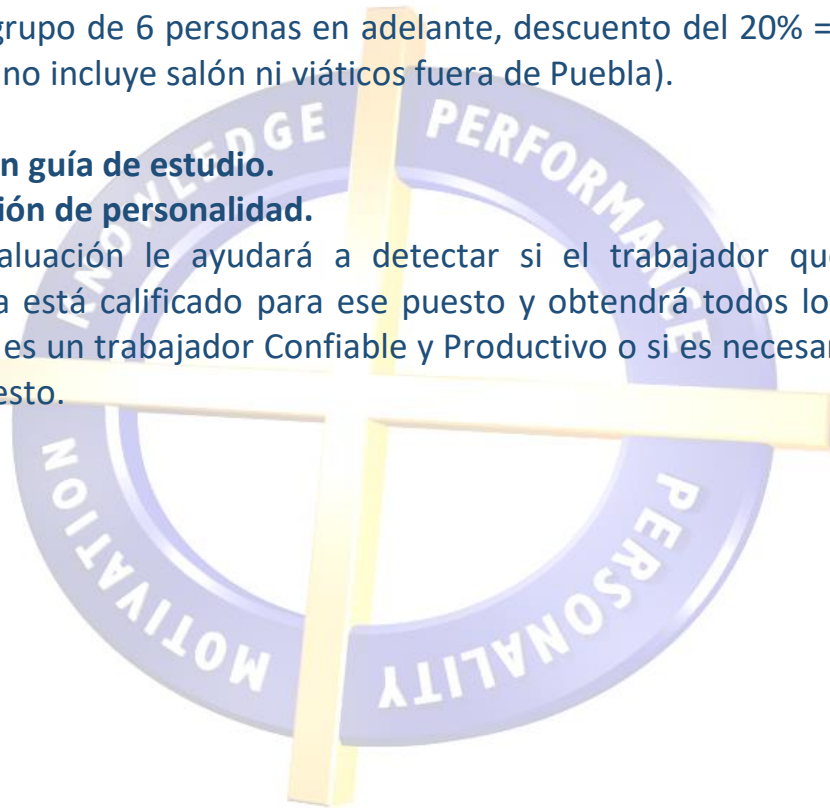 grupo de 6 personas en adelante, descuento del 20% =
no incluye salón ni viáticos fuera de Puebla).
n guía de estudio.
ión de personalidad.
aluación le ayudará a detectar si el trabajador qu
a está calificado para ese puesto y obtendrá todos lo
es un trabajador Confiable y Productivo o si es necesar
esto.
KNOWLEDGE
PERFORMANCE
MOTIVATION
PERSONALITY